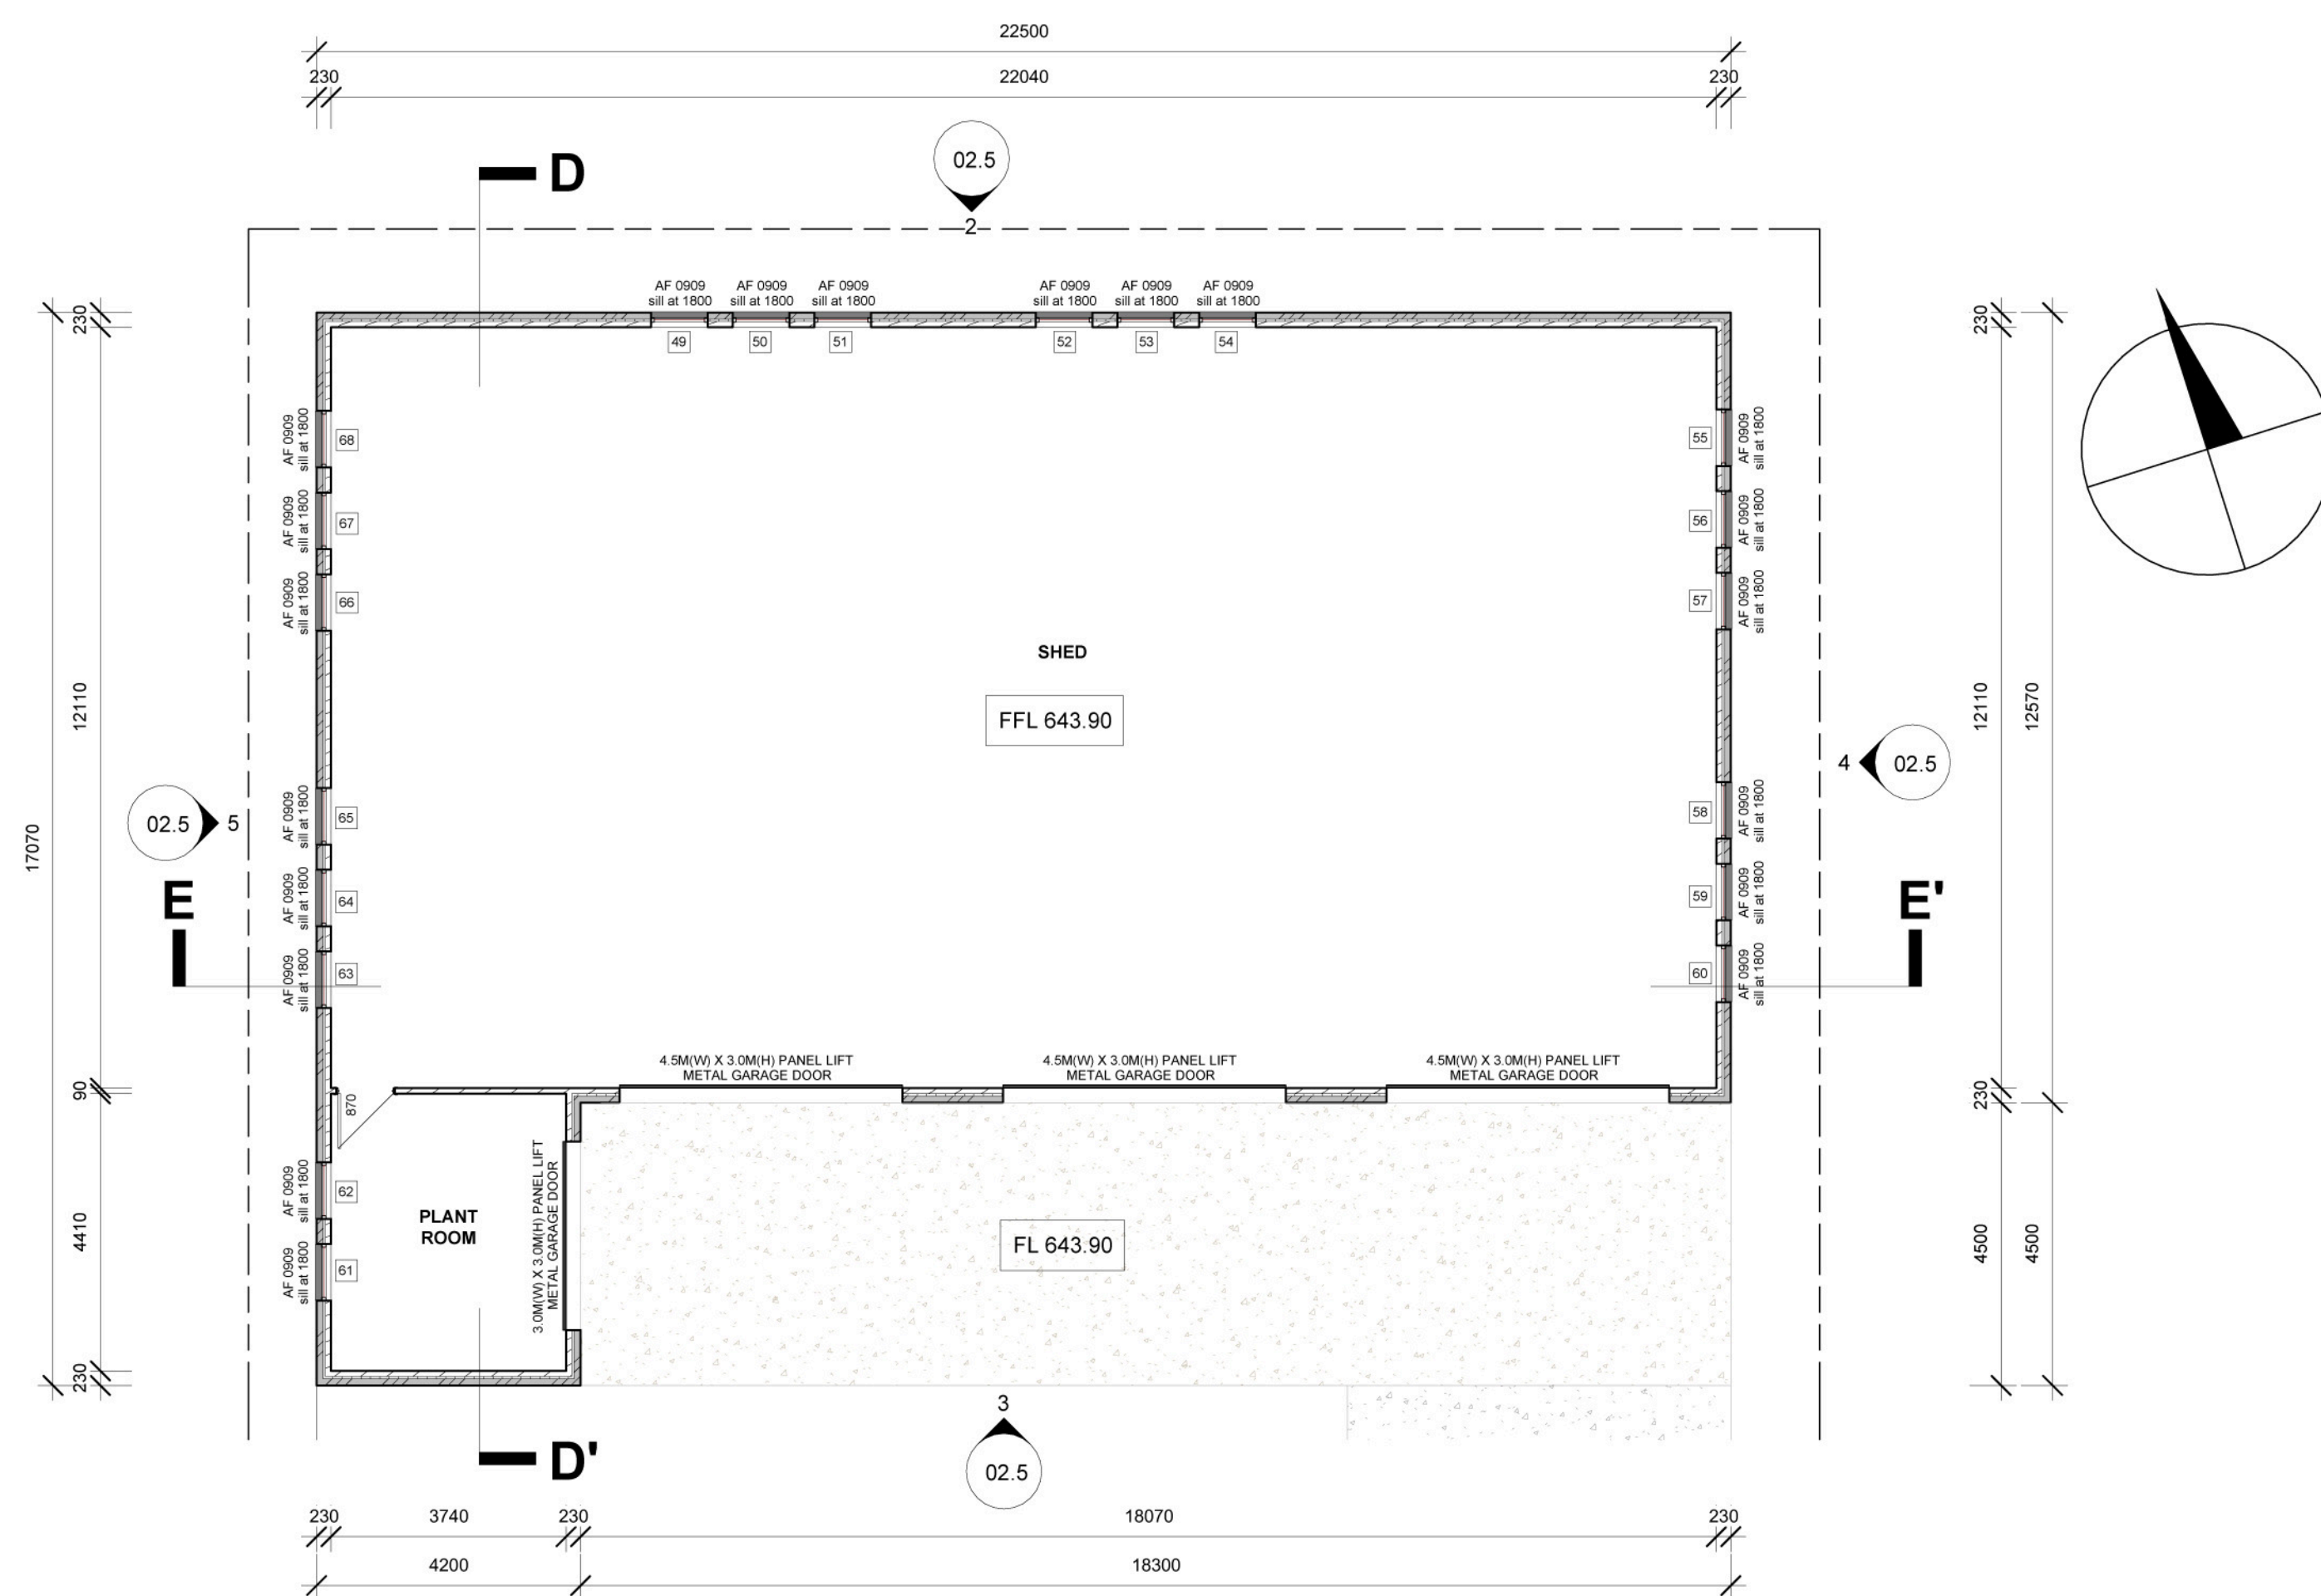 22500
230
22040
230
D
02.5
2
AF 0909
sill at 1800
AF 0909
sill at 1800
AF 0909
sill at 1800
AF 0909
sill at 1800
AF 0909
sill at 1800
AF 0909
sill at 1800
49
50
51
52
53
54
230
12110
17070
90
4410
230
AF 0909
sill at 1800
68
AF 0909
sill at 1800
67
AF 0909
sill at 1800
66
AF 0909
sill at 1800
65
AF 0909
sill at 1800
64
AF 0909
sill at 1800
63
AF 0909
sill at 1800
62
AF 0909
sill at 1800
61
02.5
5
E
SHED
FFL 643.90
55
AF 0909
sill at 1800
56
AF 0909
sill at 1800
57
AF 0909
sill at 1800
58
AF 0909
sill at 1800
59
AF 0909
sill at 1800
60
AF 0909
sill at 1800
4
02.5
E'
230
12110
12570
230
4500
4500
4.5M(W) X 3.0M(H) PANEL LIFT
METAL GARAGE DOOR
4.5M(W) X 3.0M(H) PANEL LIFT
METAL GARAGE DOOR
4.5M(W) X 3.0M(H) PANEL LIFT
METAL GARAGE DOOR
870
PLANT
ROOM
3.0M(W) X 3.0M(H) PANEL LIFT
METAL GARAGE DOOR
FL 643.90
3
02.5
D'
230
3740
230
18070
230
4200
18300